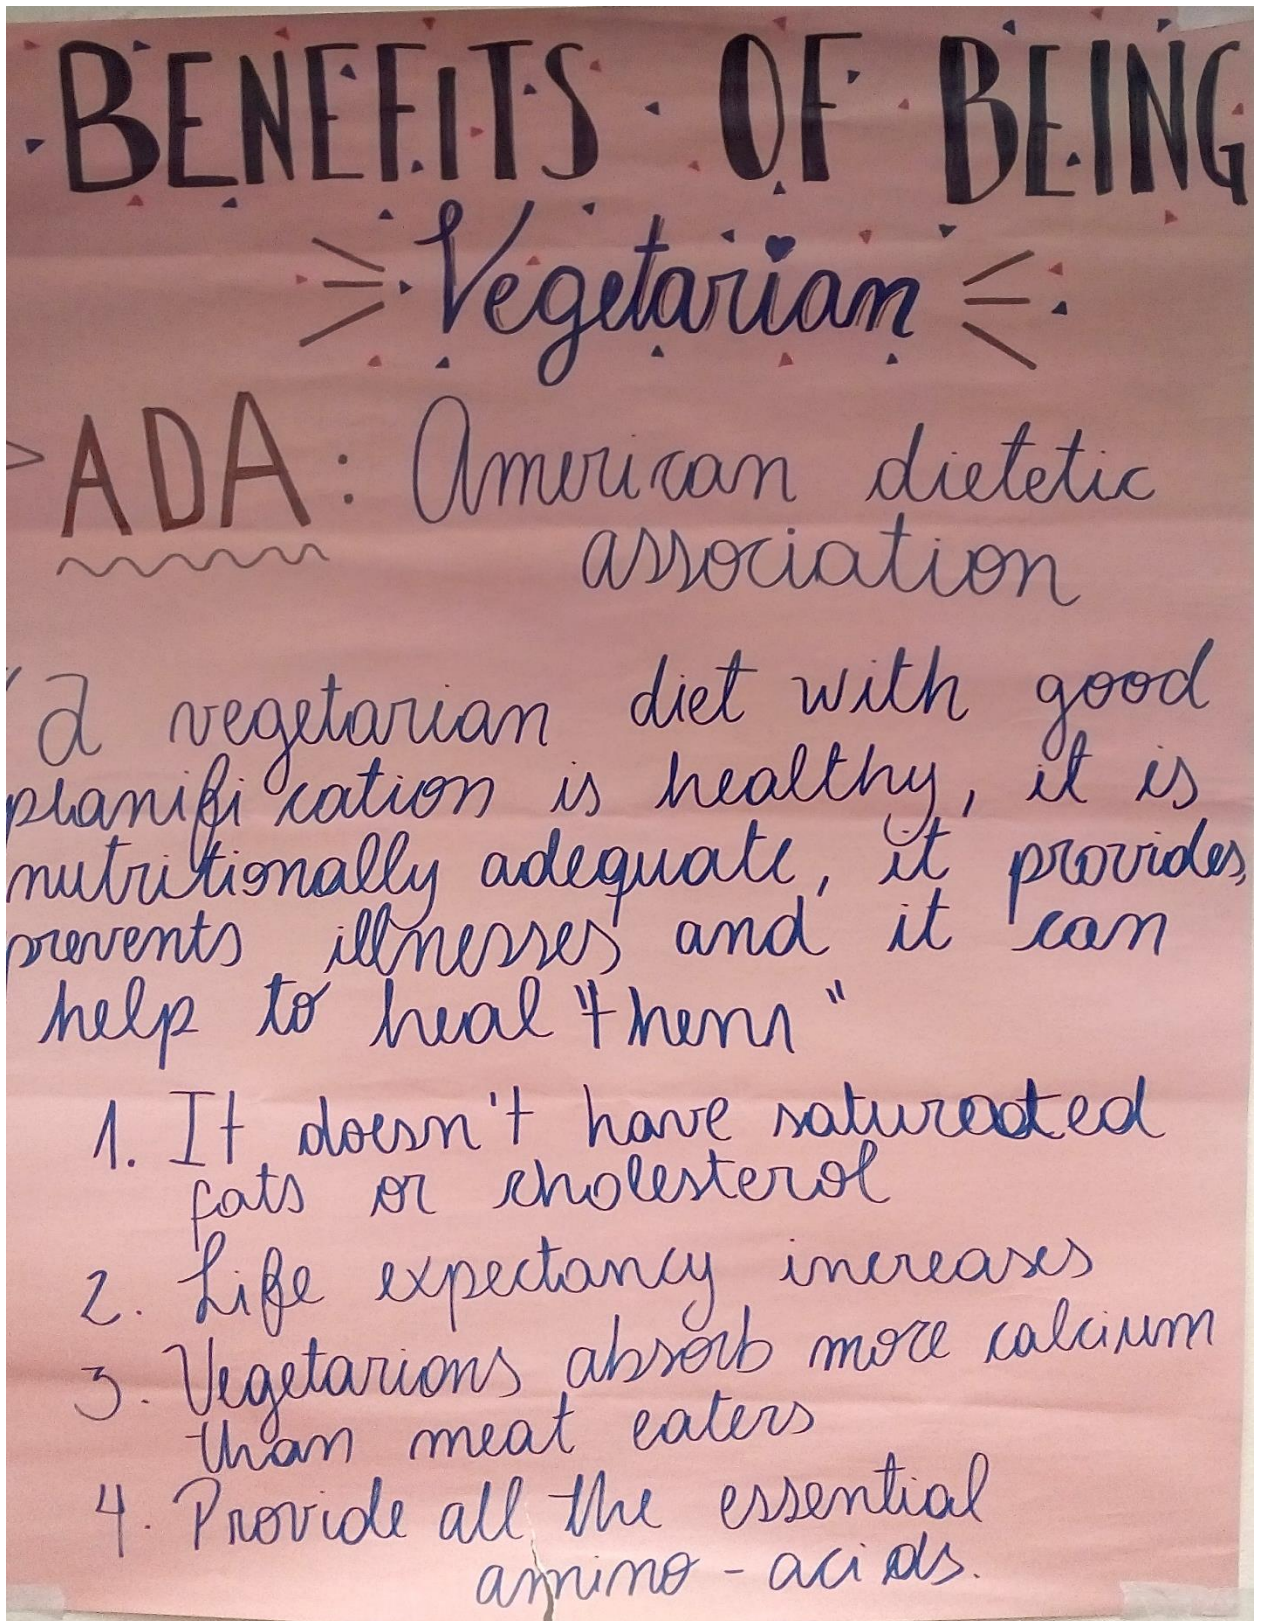 BENEFITS OF BEING
Vegetarian
> ADA: American dietetic
association
"a vegetarian diet with good
planification is healthy, it is
nutritionally adequate, it provides,
prevents illnesses and it can
help to heal "them"
1. It doesn't have saturated
fats or cholesterol
2. Life expectancy increases
3. Vegetarians absorb more calcium
than meat eaters
4. Provide all the essential
amino-acids.